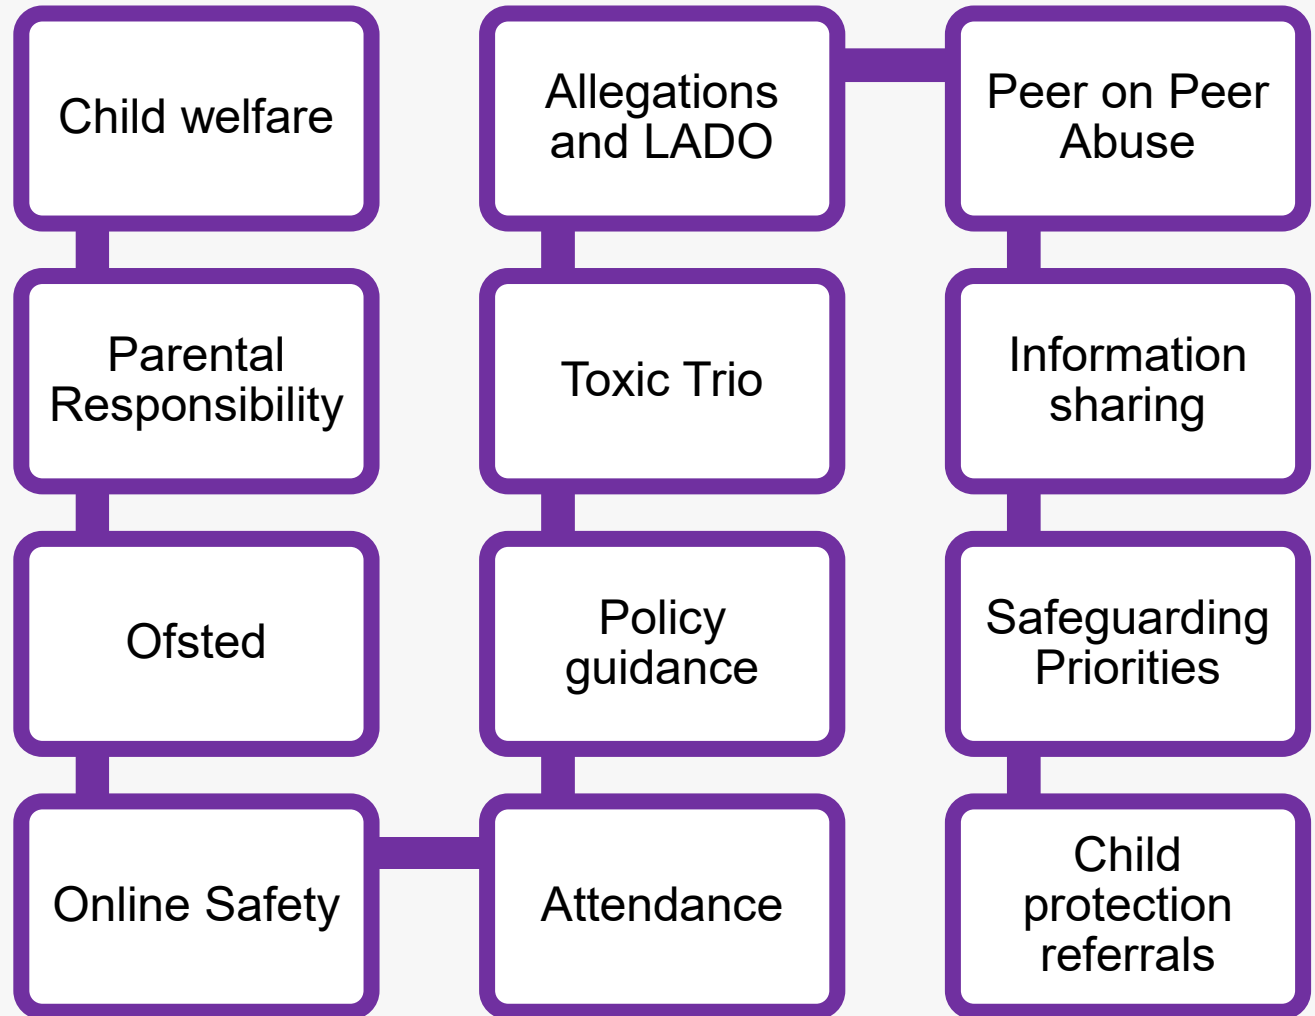 Child welfare
Parental
Responsibility
Ofsted
Online Safety
Attendance
Policy
guidance
Toxic Trio
Allegations
and LADO
Peer on Peer
Abuse
Information
sharing
Safeguarding
Priorities
Child
protection
referrals